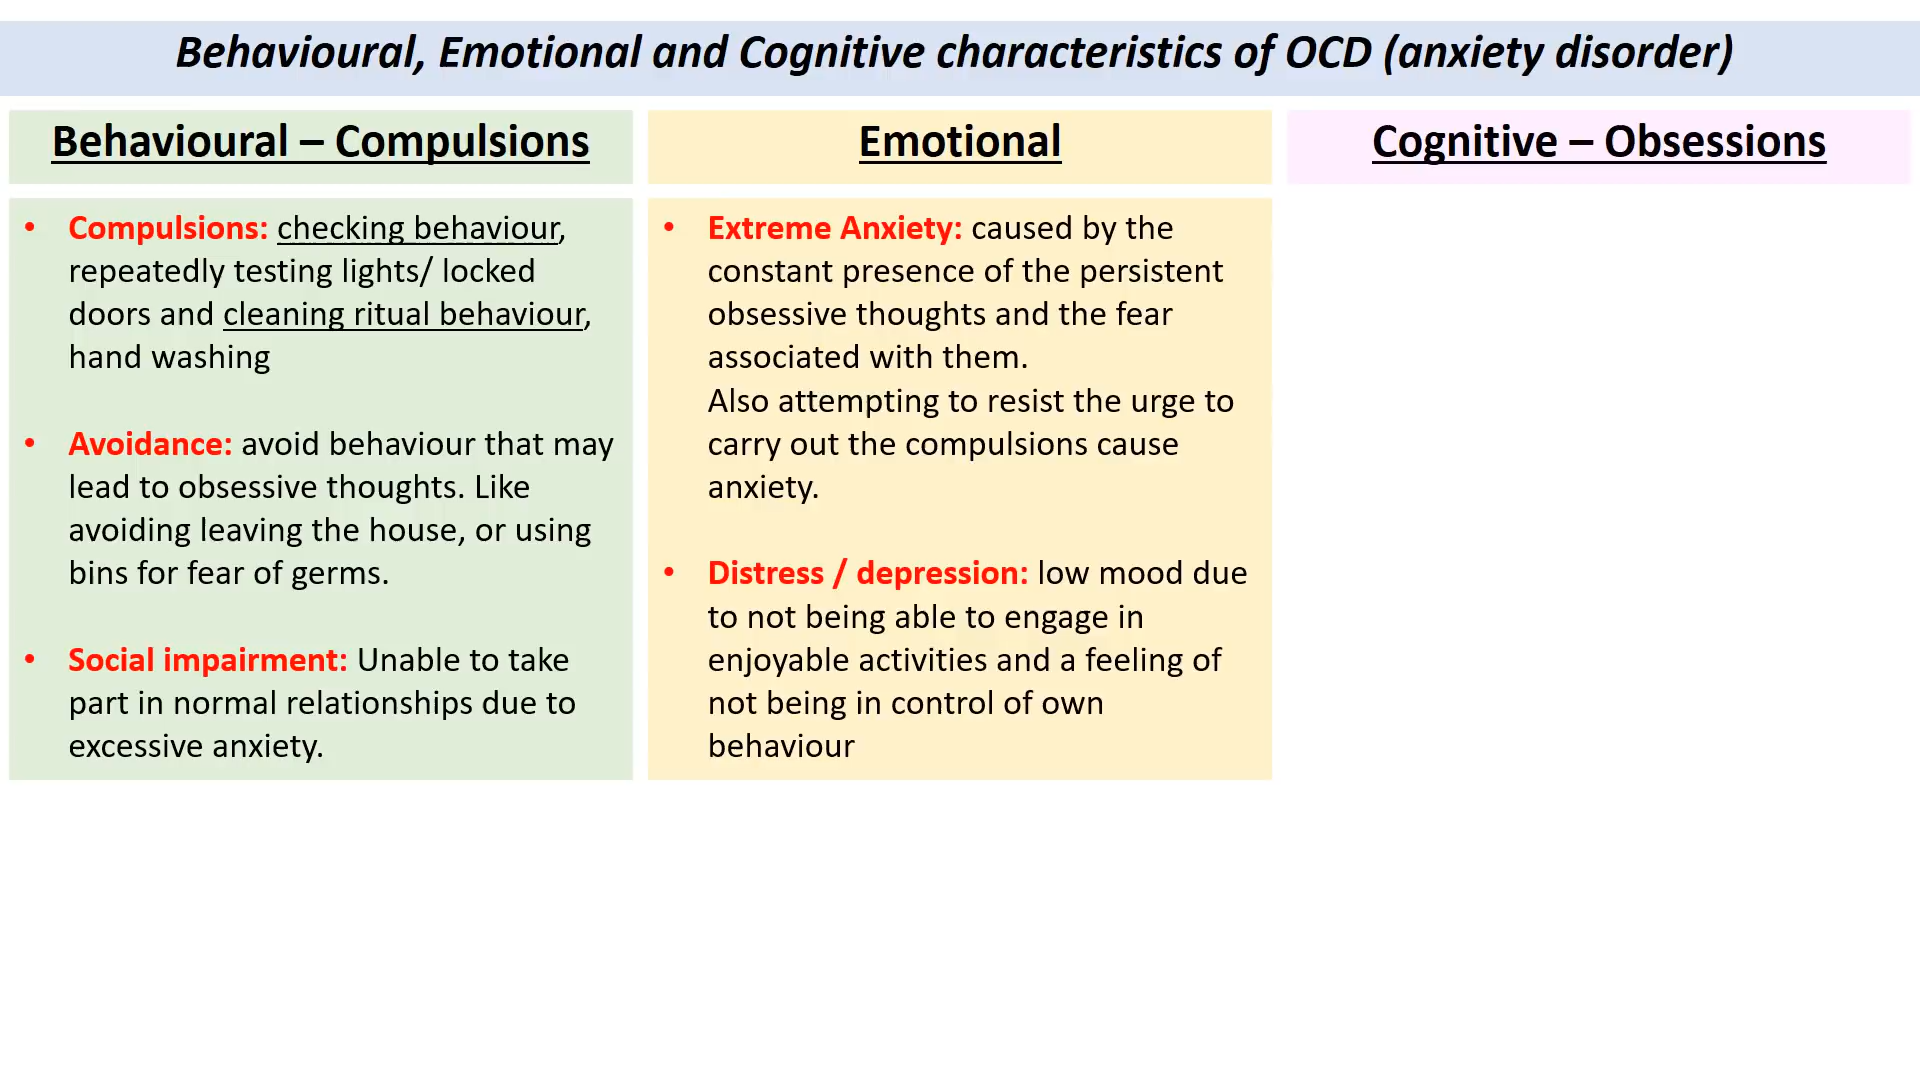 Behavioural, Emotional and Cognitive characteristics of OCD (anxiety disorder)
Behavioural – Compulsions
• Compulsions: checking behaviour,
repeatedly testing lights/ locked
doors and cleaning ritual behaviour,
hand washing
• Avoidance: avoid behaviour that may
lead to obsessive thoughts. Like
avoiding leaving the house, or using
bins for fear of germs.
• Social impairment: Unable to take
part in normal relationships due to
excessive anxiety.
Emotional
• Extreme Anxiety: caused by the
constant presence of the persistent
obsessive thoughts and the fear
associated with them.
Also attempting to resist the urge to
carry out the compulsions cause
anxiety.
• Distress / depression: low mood due
to not being able to engage in
enjoyable activities and a feeling of
not being in control of own
behaviour
Cognitive – Obsessions